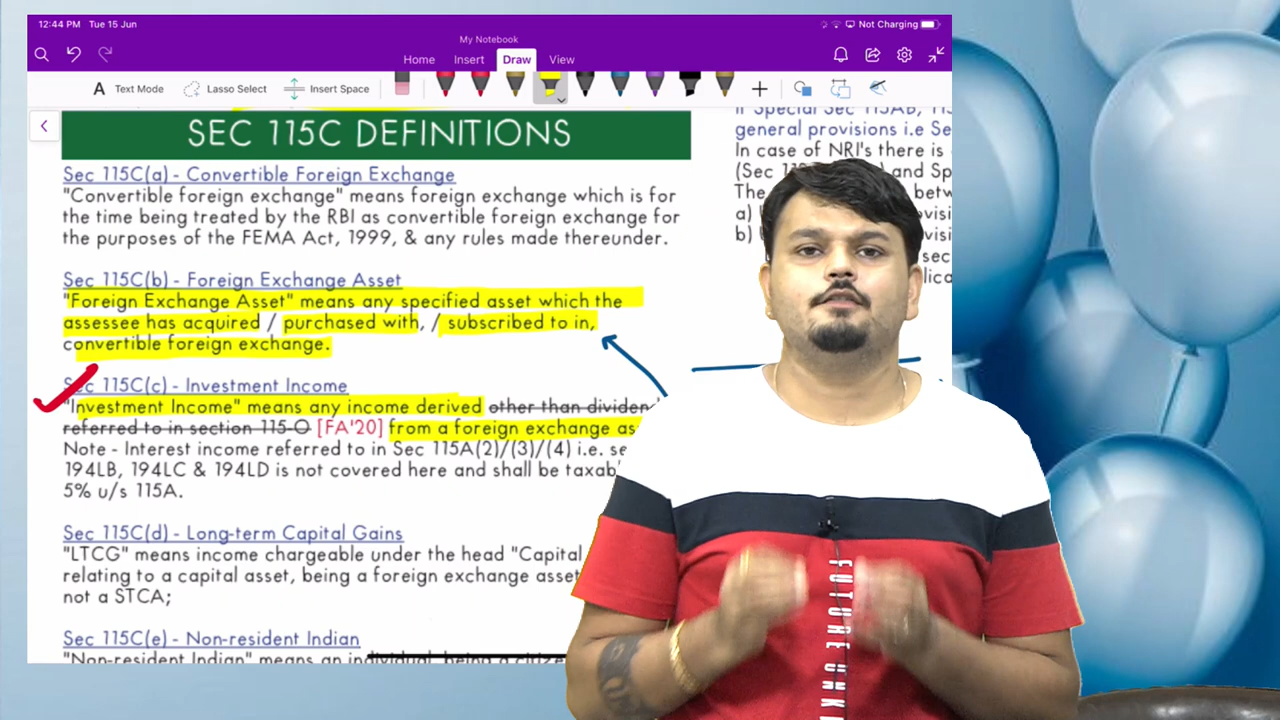 12:44 PM Tue 15 Jun
Not Charging
My Notebook
Home Insert Draw View
Text Mode Lasso Select Insert Space
SEC 115C DEFINITIONS
Sec 115C(a) - Convertible Foreign Exchange
"Convertible foreign exchange" means foreign exchange which is for
the time being treated by the RBI as convertible foreign exchange for
the purposes of the FEMA Act, 1999, & any rules made thereunder.
Sec 115C(b) - Foreign Exchange Asset
"Foreign Exchange Asset" means any specified asset which the
assessee has acquired / purchased with, / subscribed to in,
convertible foreign exchange.
Sec 115C(c) - Investment Income
"Investment Income" means any income derived other than dividen
referred to in section 115-O [FA'20] from a foreign exchange as
Note - Interest income referred to in Sec 115A(2)/(3)/(4) i.e. se
194LB, 194LC & 194LD is not covered here and shall be taxab
5% u/s 115A.
Sec 115C(d) - Long-term Capital Gains
"LTCG" means income chargeable under the head "Capital
relating to a capital asset, being a foreign exchange asset
not a STCA;
Sec 115C(e) - Non-resident Indian
"Non-resident Indian" means an individual, being a citize
If Special Sec 115AB,
general provisions i.e Se
In case of NRI's there is
(Sec and Sp
The betw
a)
b)
sec
FUTURE